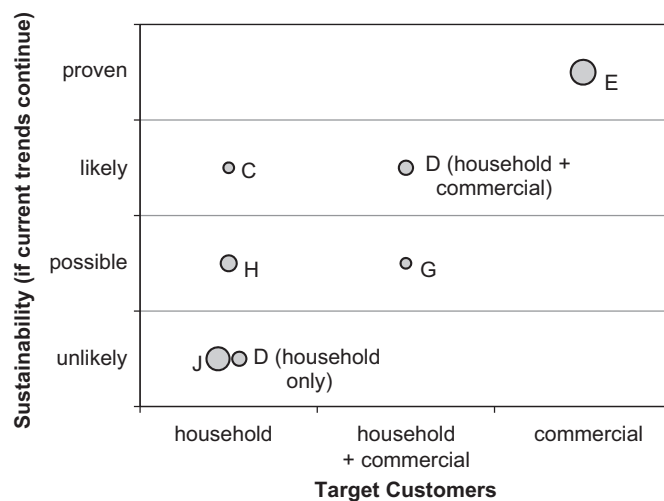 Sustainability (if current trends continue)
proven
E
likely
C
D (household +
commercial)
possible
H
G
unlikely
J
D (household
only)
household
household
+ commercial
commercial
Target Customers